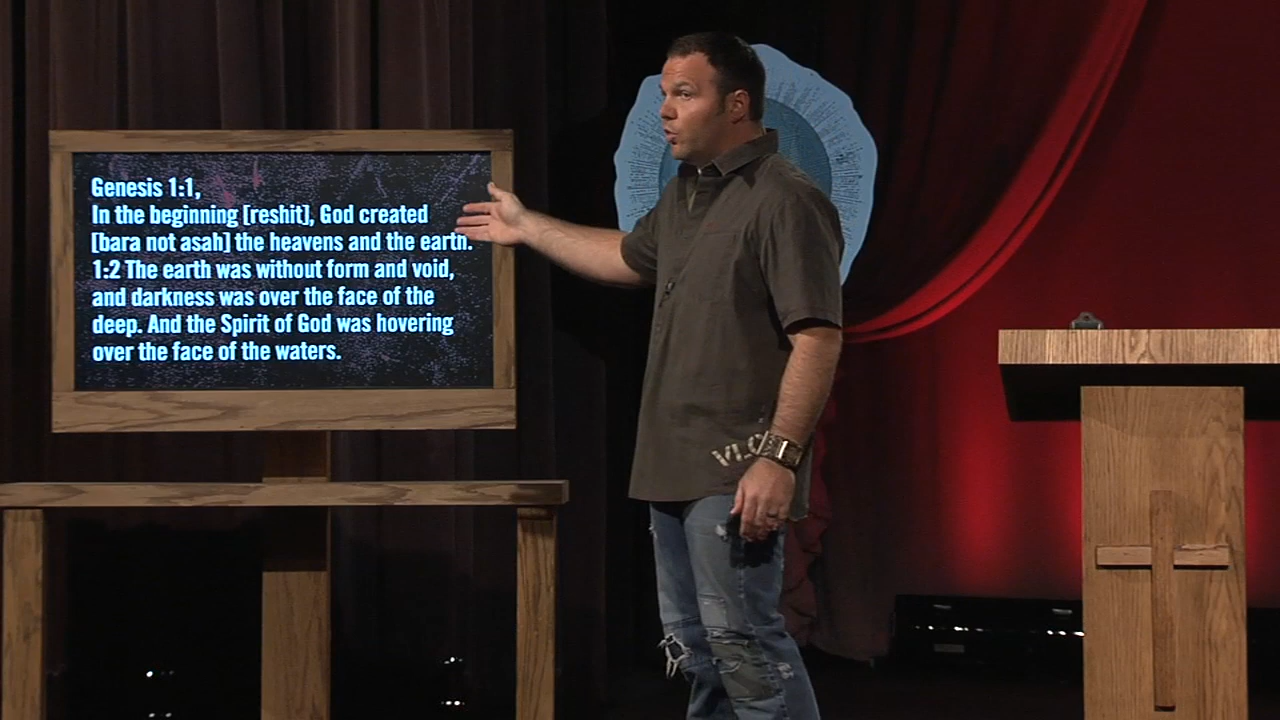 Genesis 1:1,
In the beginning [reshit], God created
[bara not asah] the heavens and the earth.
1:2 The earth was without form and void,
and darkness was over the face of the
deep. And the Spirit of God was hovering
over the face of the waters.